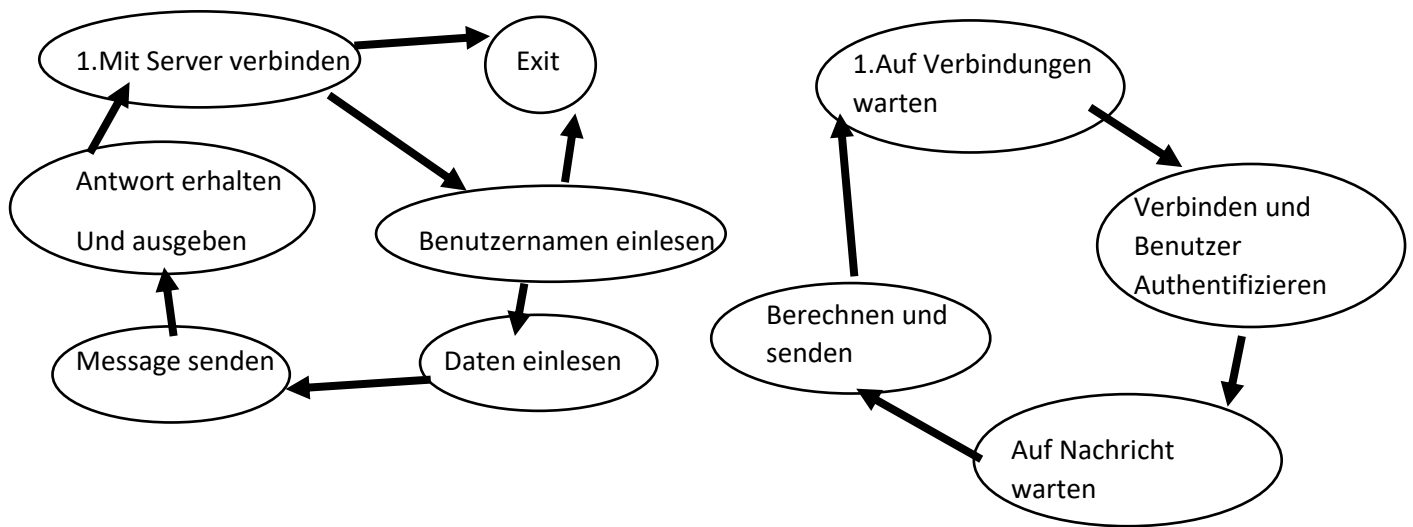 1.Mit Server verbinden
Exit
Antwort erhalten
Und ausgeben
Benutzernamen einlesen
Message senden
Daten einlesen
1.Auf Verbindungen
warten
Verbinden und
Benutzer
Authentifizieren
Berechnen und
senden
Auf Nachricht
warten